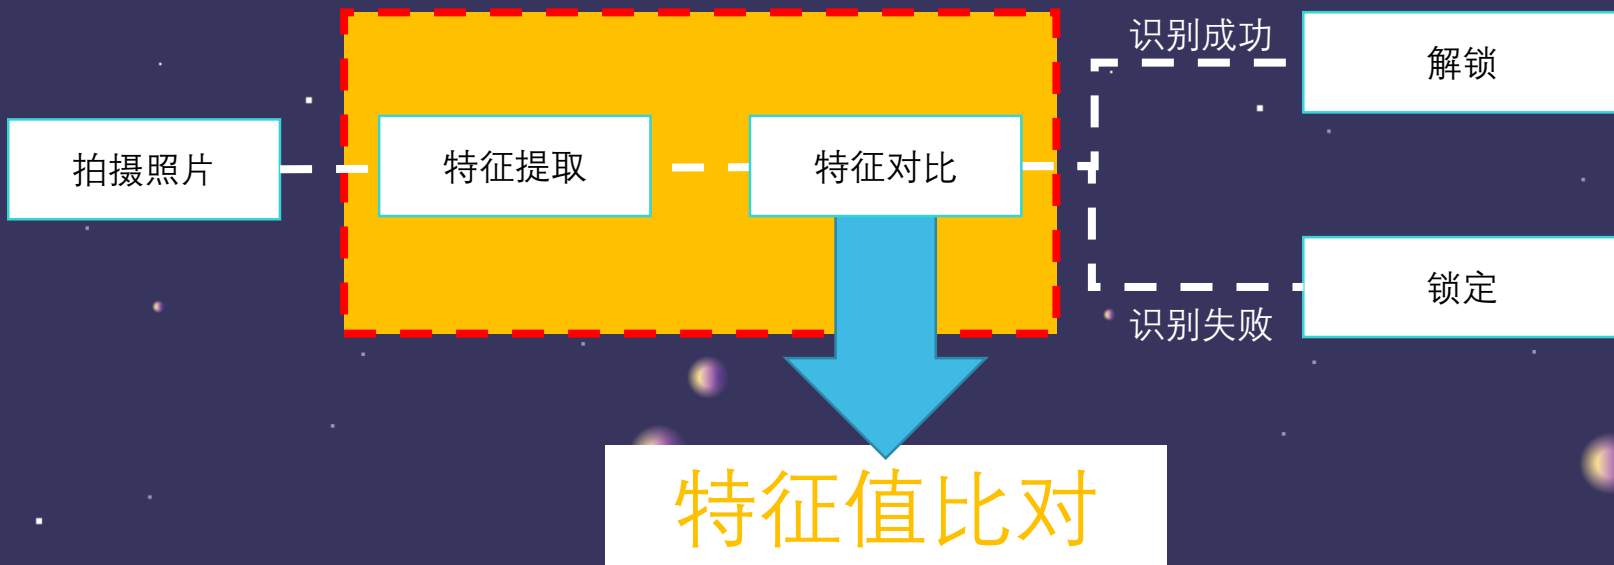 识别成功
解锁
拍摄照片
特征提取
特征对比
锁定
识别失败
特征值比对